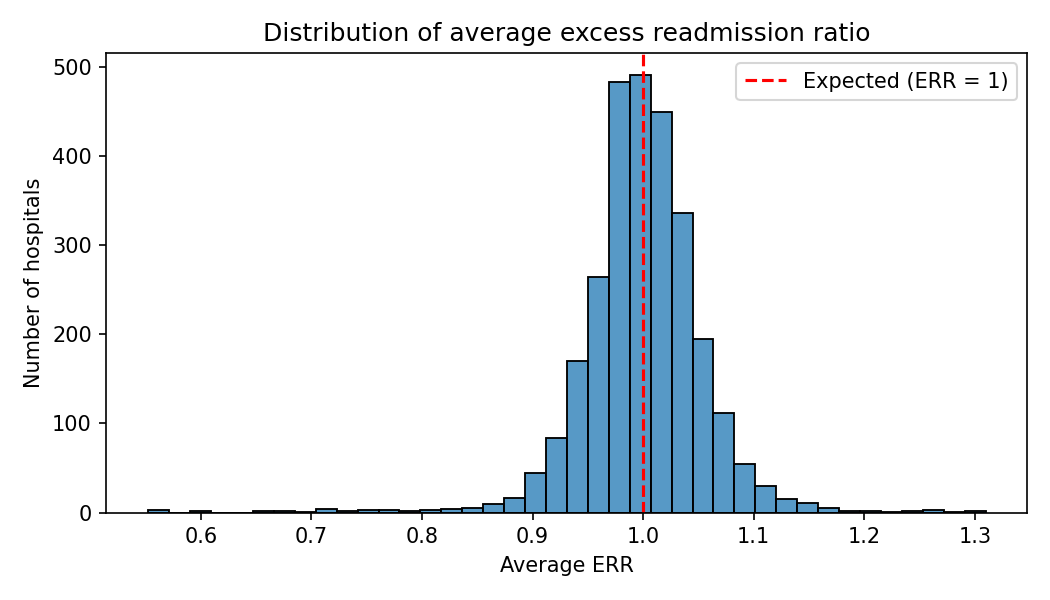 Distribution of average excess readmission ratio
Expected (ERR = 1)
Number of hospitals
500
400
300
200
100
0
0.6 0.7 0.8 0.9 1.0 1.1 1.2 1.3
Average ERR